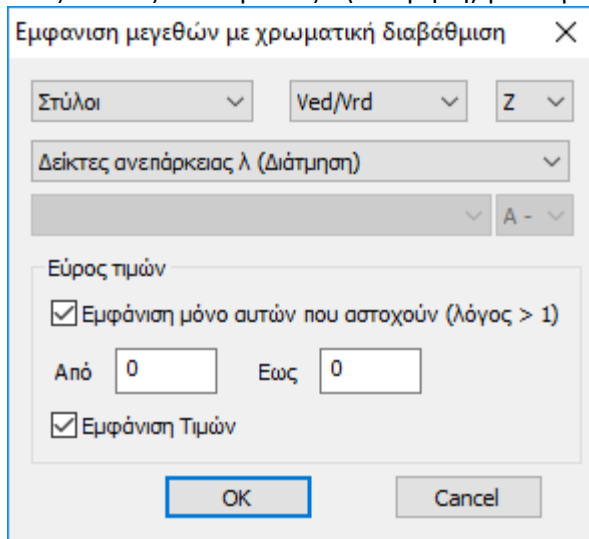 Εμφανιση μεγεθών με χρωματική διαβάθμιση
Στύλοι Ved/Vrd Z
Δείκτες ανεπάρκειας λ (Διάτμηση)
A -
Εύρος τιμών
Εμφάνιση μόνο αυτών που αστοχούν (λόγος > 1)
Από 0 Εως 0
Εμφάνιση Τιμών
OK Cancel